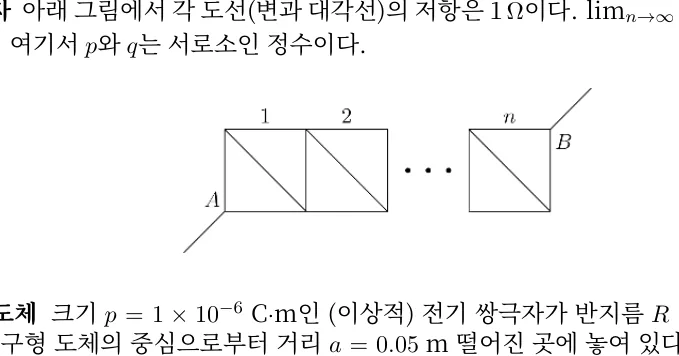 자 아래 그림에서 각 도선(변과 대각선)의 저항은 1 Ω이다. lim_{n→∞}
여기서 p와 q는 서로소인 정수이다.
1 2 n
B
A
도체 크기 p = 1 × 10^{−6} C·m인 (이상적) 전기 쌍극자가 반지름 R
구형 도체의 중심으로부터 거리 a = 0.05 m 떨어진 곳에 놓여 있다